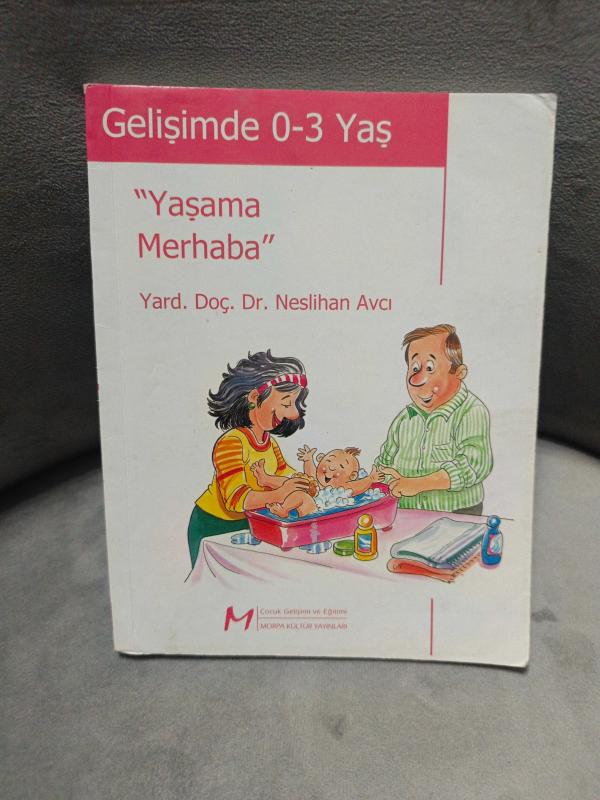 Gelişimde 0-3 Yaş
“Yaşama
Merhaba”
Yard. Doç. Dr. Neslihan Avcı
M
Çocuk Gelişimi ve Eğitimi
MORPA KÜLTÜR YAYINLARI